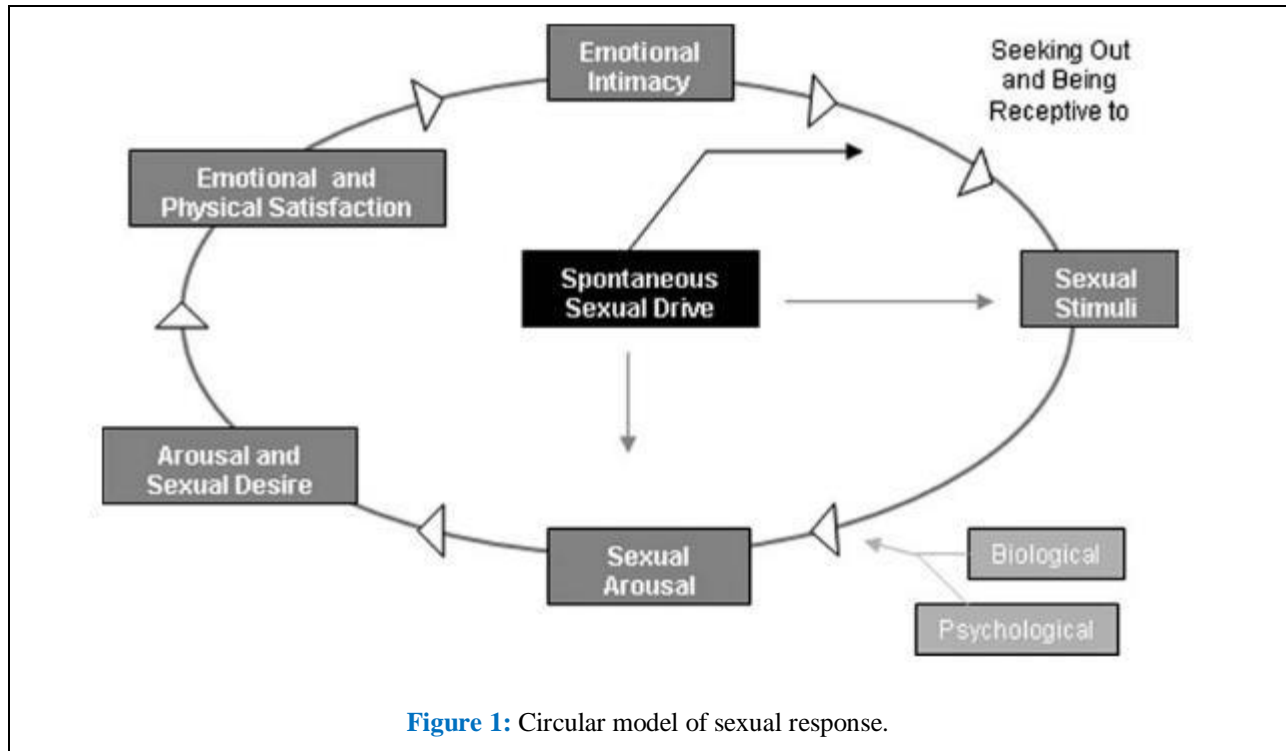 Emotional
Intimacy
Seeking Out
and Being
Receptive to
Emotional and
Physical Satisfaction
Spontaneous
Sexual Drive
Sexual
Stimuli
Arousal and
Sexual Desire
Sexual
Arousal
Biological
Psychological
Figure 1: Circular model of sexual response.